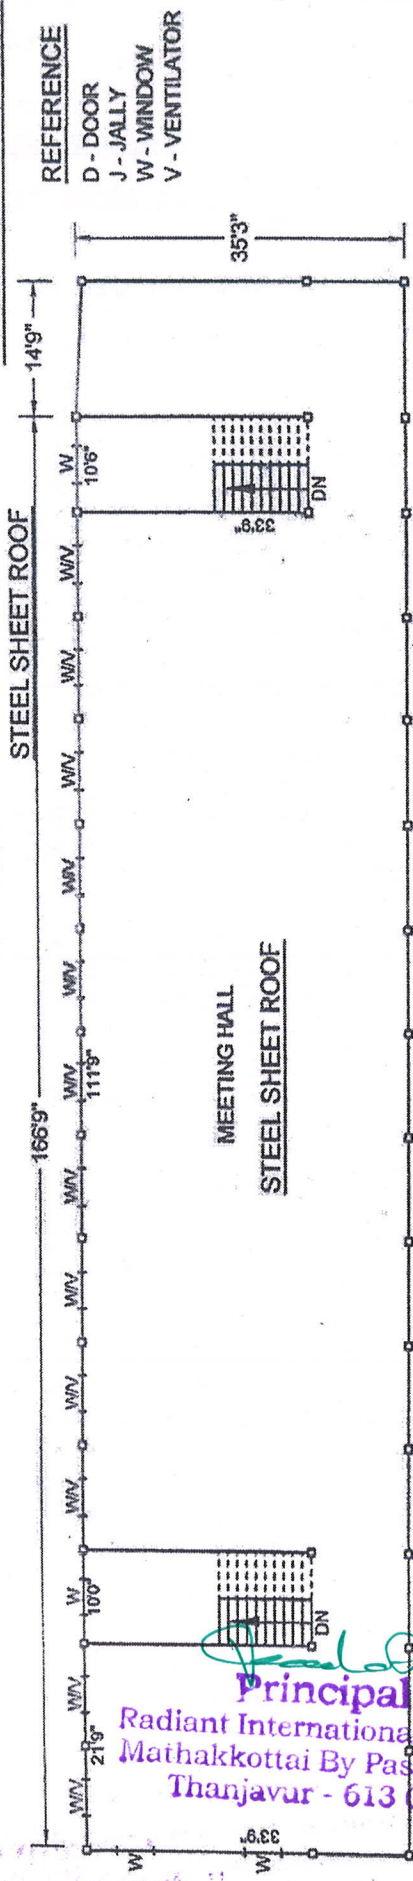 REFERENCE
D - DOOR
J - JALLY
W - WINDOW
V - VENTILATOR
STEEL SHEET ROOF
166'9"
14'9"
35'3"
W/V
W/V
21'9"
W
10'0"
W/V
W/V
W/V
W/V
W/V
111'9"
W/V
W/V
W/V
W/V
W/V
W
10'6"
W
W
33'9"
DN
33'9"
DN
MEETING HALL
STEEL SHEET ROOF
Principal
Radiant Internationa
Mathakkottai By Pas
Thanjavur - 613